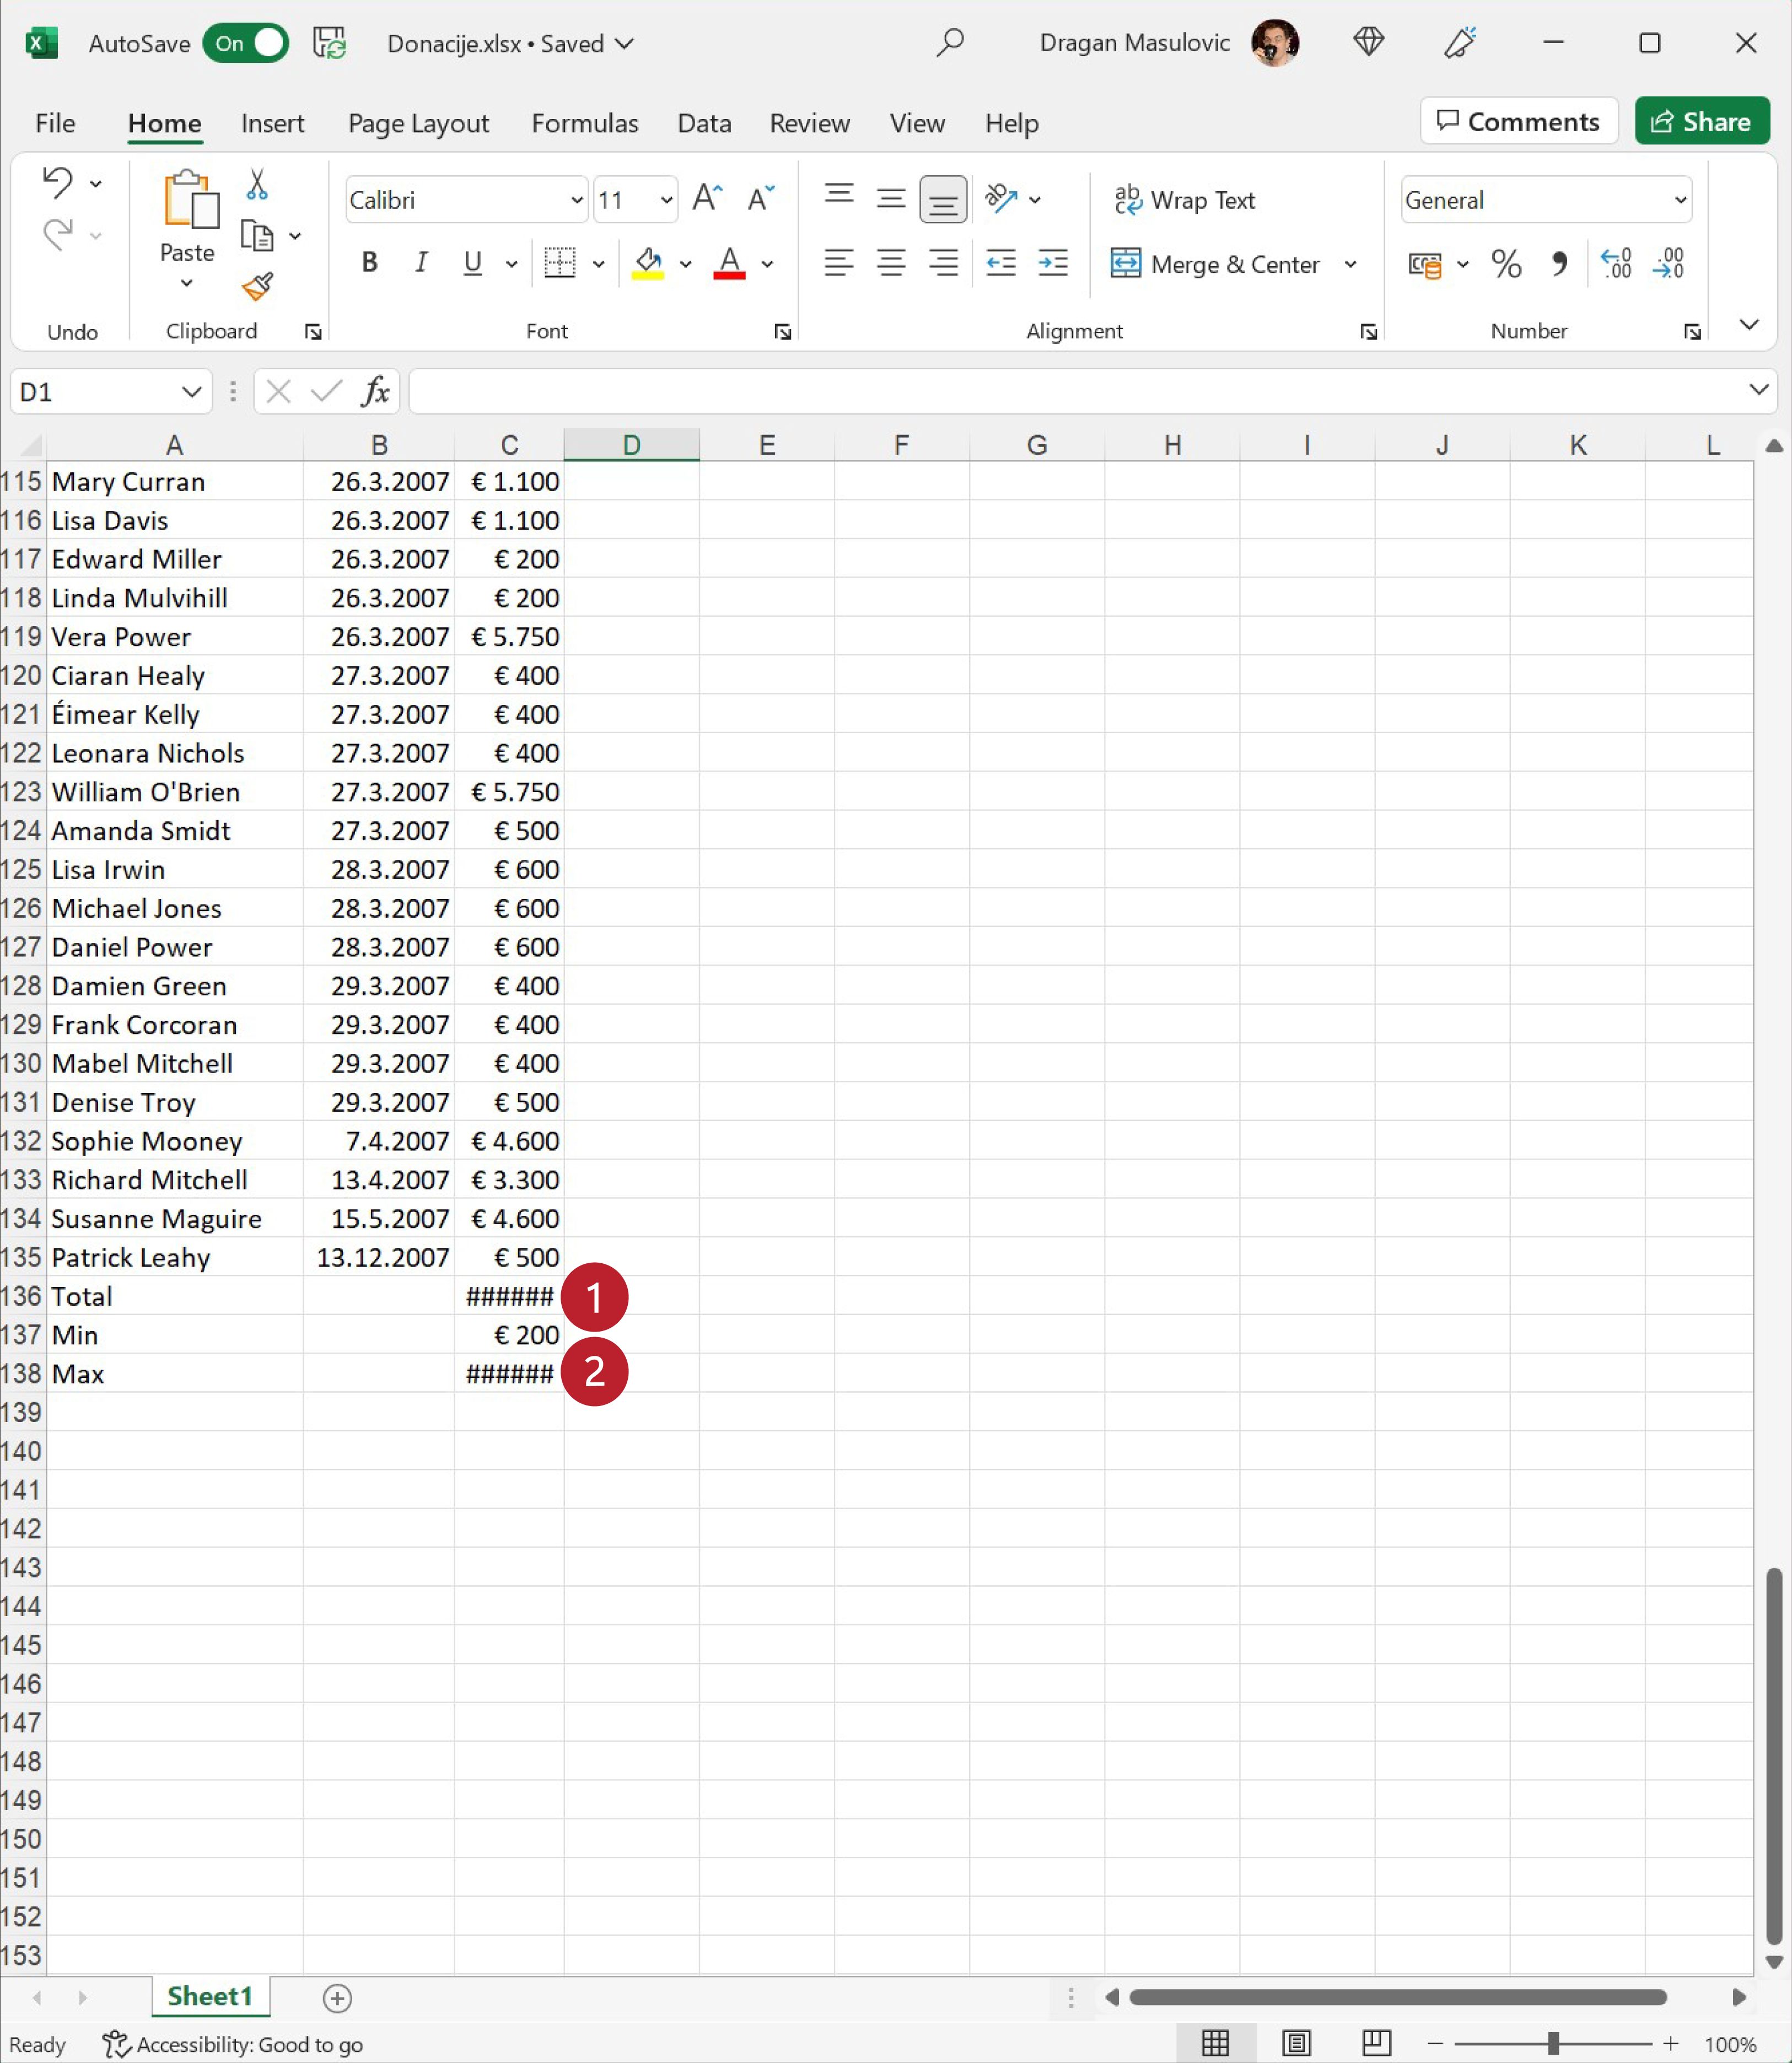 AutoSave On Donacije.xlsx • Saved Dragan Masulovic
File Home Insert Page Layout Formulas Data Review View Help Comments Share
Calibri 11 Wrap Text General
Paste B I U Merge & Center
Undo Clipboard Font Alignment Number
D1 fx
A B C D E F G H I J K L
115 Mary Curran 26.3.2007 € 1.100
116 Lisa Davis 26.3.2007 € 1.100
117 Edward Miller 26.3.2007 € 200
118 Linda Mulvihill 26.3.2007 € 200
119 Vera Power 26.3.2007 € 5.750
120 Ciaran Healy 27.3.2007 € 400
121 Éimear Kelly 27.3.2007 € 400
122 Leonara Nichols 27.3.2007 € 400
123 William O'Brien 27.3.2007 € 5.750
124 Amanda Smidt 27.3.2007 € 500
125 Lisa Irwin 28.3.2007 € 600
126 Michael Jones 28.3.2007 € 600
127 Daniel Power 28.3.2007 € 600
128 Damien Green 29.3.2007 € 400
129 Frank Corcoran 29.3.2007 € 400
130 Mabel Mitchell 29.3.2007 € 400
131 Denise Troy 29.3.2007 € 500
132 Sophie Mooney 7.4.2007 € 4.600
133 Richard Mitchell 13.4.2007 € 3.300
134 Susanne Maguire 15.5.2007 € 4.600
135 Patrick Leahy 13.12.2007 € 500
136 Total ###### 1
137 Min € 200
138 Max ###### 2
139
140
141
142
143
144
145
146
147
148
149
150
151
152
153
Sheet1
Ready Accessibility: Good to go 100%